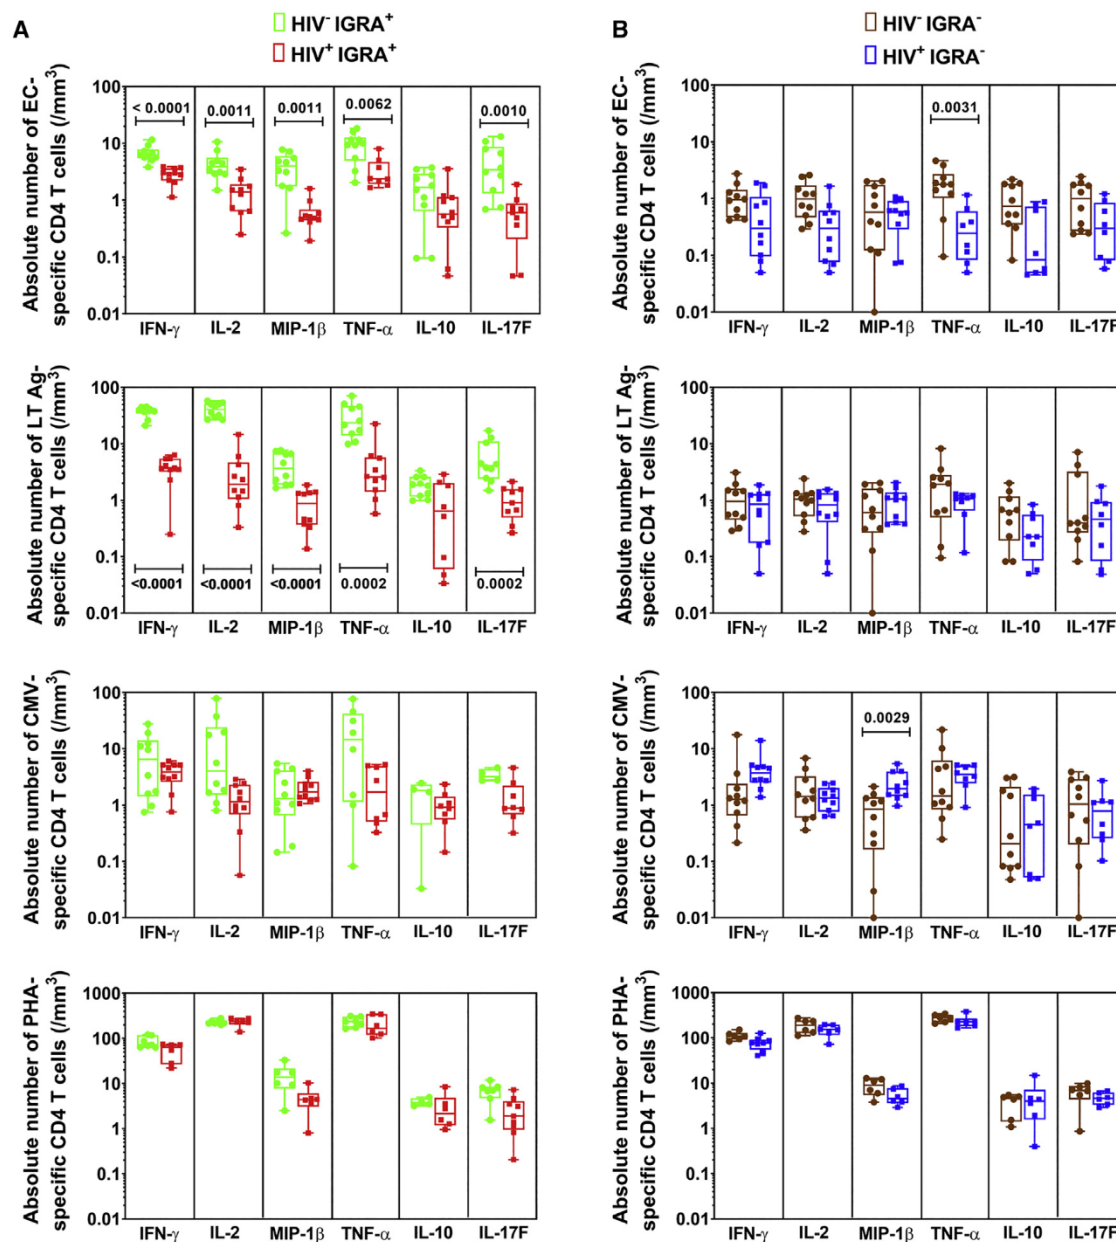 A
HIV- IGRA+
HIV+ IGRA+
Absolute number of EC-
specific CD4 T cells (/mm3)
100
10
1
0.1
0.01
< 0.0001
0.0011
0.0011
0.0062
0.0010
IFN-γ
IL-2
MIP-1β
TNF-α
IL-10
IL-17F
Absolute number of LT Ag-
specific CD4 T cells (/mm3)
100
10
1
0.1
0.01
<0.0001
<0.0001
<0.0001
0.0002
0.0002
IFN-γ
IL-2
MIP-1β
TNF-α
IL-10
IL-17F
Absolute number of CMV-
specific CD4 T cells (/mm3)
100
10
1
0.1
0.01
IFN-γ
IL-2
MIP-1β
TNF-α
IL-10
IL-17F
Absolute number of PHA-
specific CD4 T cells (/mm3)
1000
100
10
1
0.1
0.01
IFN-γ
IL-2
MIP-1β
TNF-α
IL-10
IL-17F
B
HIV- IGRA-
HIV+ IGRA-
Absolute number of EC-
specific CD4 T cells (/mm3)
100
10
1
0.1
0.01
0.0031
IFN-γ
IL-2
MIP-1β
TNF-α
IL-10
IL-17F
Absolute number of LT Ag-
specific CD4 T cells (/mm3)
100
10
1
0.1
0.01
IFN-γ
IL-2
MIP-1β
TNF-α
IL-10
IL-17F
Absolute number of CMV-
specific CD4 T cells (/mm3)
100
10
1
0.1
0.01
0.0029
IFN-γ
IL-2
MIP-1β
TNF-α
IL-10
IL-17F
Absolute number of PHA-
specific CD4 T cells (/mm3)
1000
100
10
1
0.1
0.01
IFN-γ
IL-2
MIP-1β
TNF-α
IL-10
IL-17F